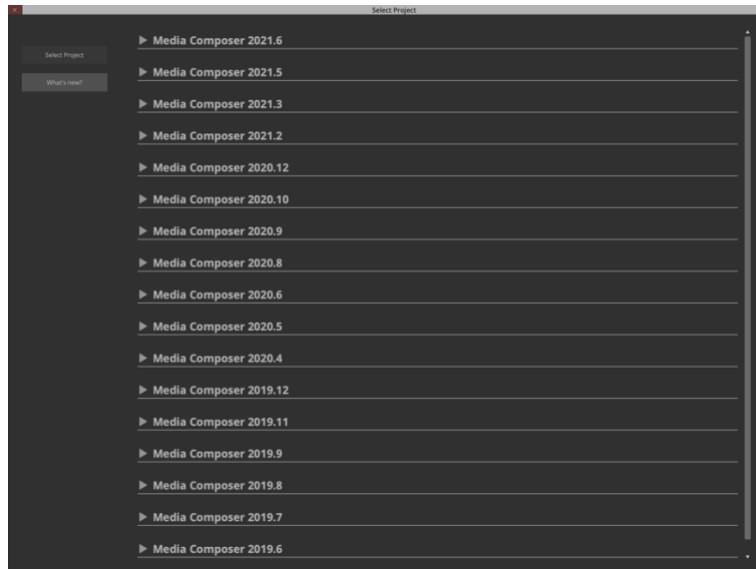 Select Project
Select Project
What's new?
Media Composer 2021.6
Media Composer 2021.5
Media Composer 2021.3
Media Composer 2021.2
Media Composer 2020.12
Media Composer 2020.10
Media Composer 2020.9
Media Composer 2020.8
Media Composer 2020.6
Media Composer 2020.5
Media Composer 2020.4
Media Composer 2019.12
Media Composer 2019.11
Media Composer 2019.9
Media Composer 2019.8
Media Composer 2019.7
Media Composer 2019.6